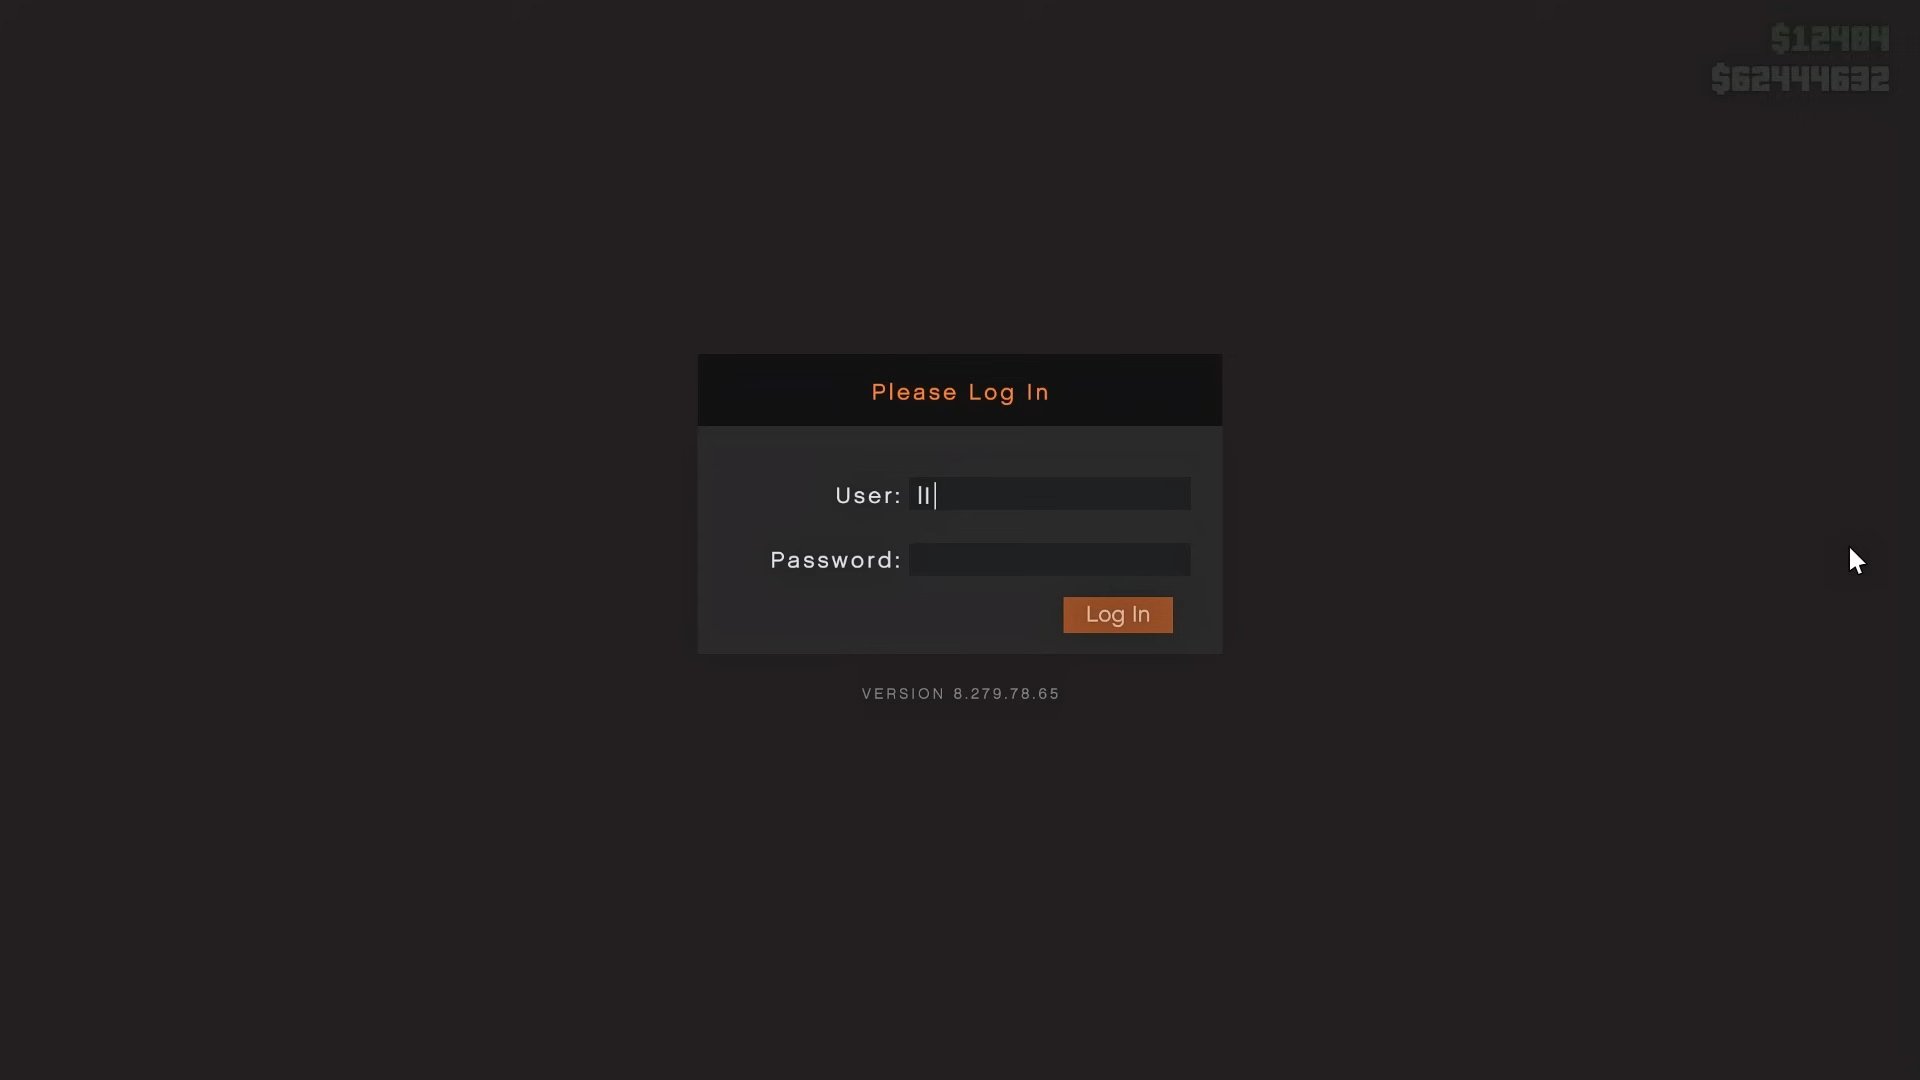 $12484
$62444632
Please Log In
User: ll
Password:
Log In
VERSION 8.279.78.65